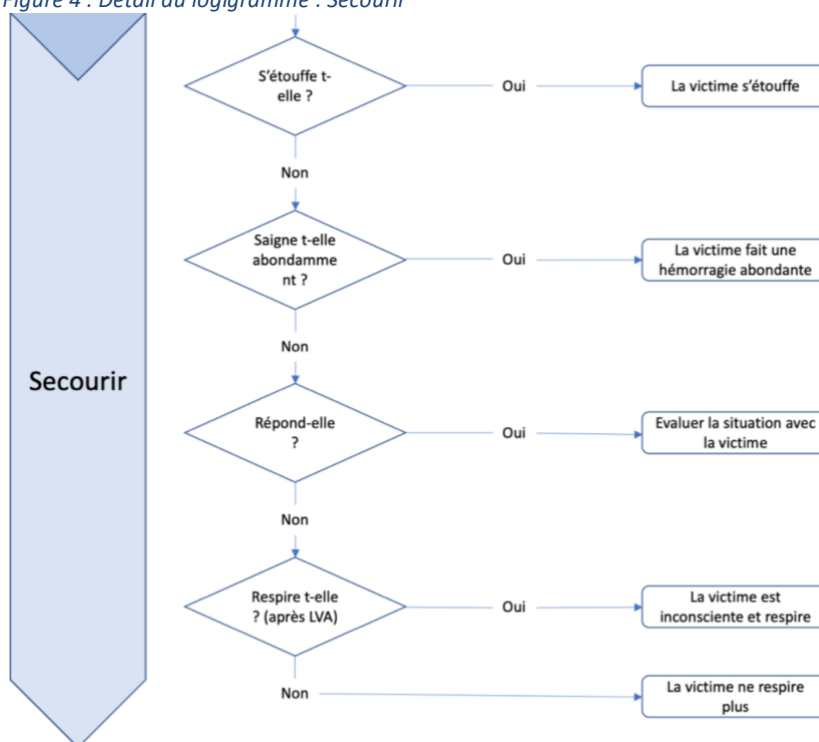 Figure 4 : Détail du logigramme : Secourir
S'étouffe t-
elle ?
Oui
La victime s'étouffe
Non
Saigne t-elle
abondamme
nt ?
Oui
La victime fait une
hémorragie abondante
Non
Secourir
Répond-elle
?
Oui
Evaluer la situation avec
la victime
Non
Respire t-elle
? (après LVA)
Oui
La victime est
inconsciente et respire
Non
La victime ne respire
plus